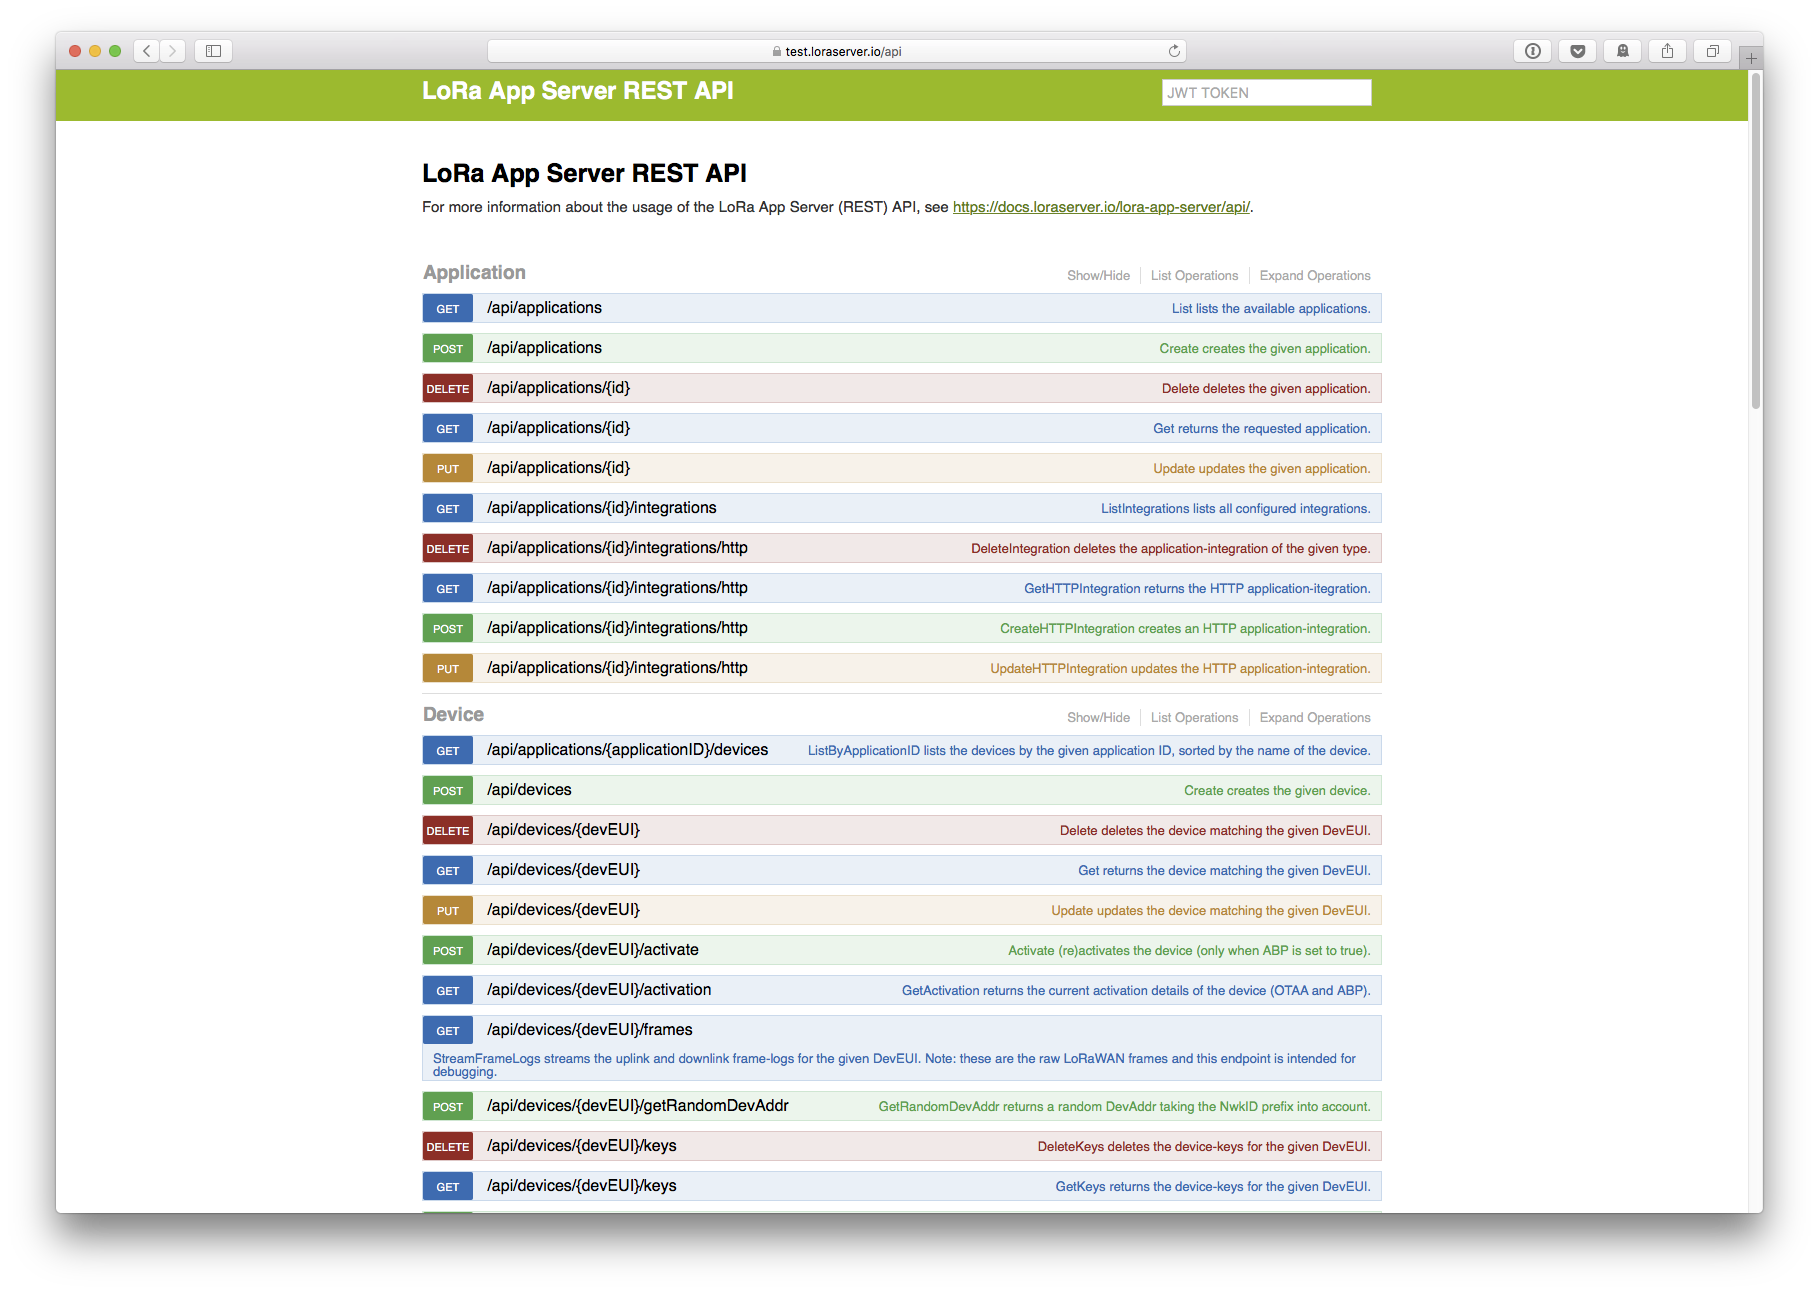 test.loraserver.io/api
LoRa App Server REST API
JWT TOKEN
LoRa App Server REST API
For more information about the usage of the LoRa App Server (REST) API, see https://docs.loraserver.io/lora-app-server/api/.
Application Show/Hide List Operations Expand Operations
GET /api/applications List lists the available applications.
POST /api/applications Create creates the given application.
DELETE /api/applications/{id} Delete deletes the given application.
GET /api/applications/{id} Get returns the requested application.
PUT /api/applications/{id} Update updates the given application.
GET /api/applications/{id}/integrations ListIntegrations lists all configured integrations.
DELETE /api/applications/{id}/integrations/http DeleteIntegration deletes the application-integration of the given type.
GET /api/applications/{id}/integrations/http GetHTTPIntegration returns the HTTP application-itegration.
POST /api/applications/{id}/integrations/http CreateHTTPIntegration creates an HTTP application-integration.
PUT /api/applications/{id}/integrations/http UpdateHTTPIntegration updates the HTTP application-integration.
Device Show/Hide List Operations Expand Operations
GET /api/applications/{applicationID}/devices ListByApplicationID lists the devices by the given application ID, sorted by the name of the device.
POST /api/devices Create creates the given device.
DELETE /api/devices/{devEUI} Delete deletes the device matching the given DevEUI.
GET /api/devices/{devEUI} Get returns the device matching the given DevEUI.
PUT /api/devices/{devEUI} Update updates the device matching the given DevEUI.
POST /api/devices/{devEUI}/activate Activate (re)activates the device (only when ABP is set to true).
GET /api/devices/{devEUI}/activation GetActivation returns the current activation details of the device (OTAA and ABP).
GET /api/devices/{devEUI}/frames
StreamFrameLogs streams the uplink and downlink frame-logs for the given DevEUI. Note: these are the raw LoRaWAN frames and this endpoint is intended for
debugging.
POST /api/devices/{devEUI}/getRandomDevAddr GetRandomDevAddr returns a random DevAddr taking the NwkID prefix into account.
DELETE /api/devices/{devEUI}/keys DeleteKeys deletes the device-keys for the given DevEUI.
GET /api/devices/{devEUI}/keys GetKeys returns the device-keys for the given DevEUI.